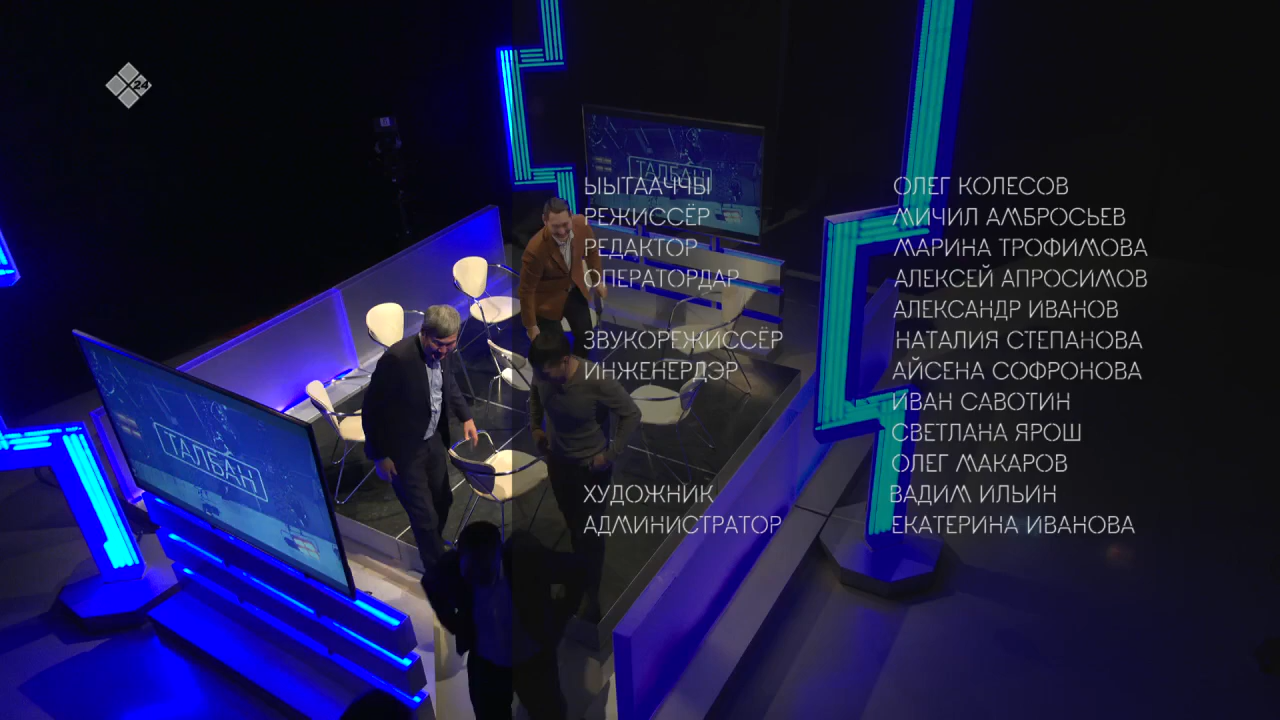 24
ТАЛБАН
ЫЫТААЧЧЫ ОЛЕГ КОЛЕСОВ
РЕЖИССЁР МИЧИЛ АМБРОСЬЕВ
РЕДАКТОР МАРИНА ТРОФИМОВА
ОПЕРАТОРДАР АЛЕКСЕЙ АПРОСИМОВ
АЛЕКСАНДР ИВАНОВ
ЗВУКОРЕЖИССЁР НАТАЛИЯ СТЕПАНОВА
ИНЖЕНЕРДЭР АЙСЕНА СОФРОНОВА
ИВАН САВОТИН
СВЕТЛАНА ЯРОШ
ОЛЕГ МАКАРОВ
ХУДОЖНИК ВАДИМ ИЛЬИН
АДМИНИСТРАТОР ЕКАТЕРИНА ИВАНОВА
ТАЛБАН